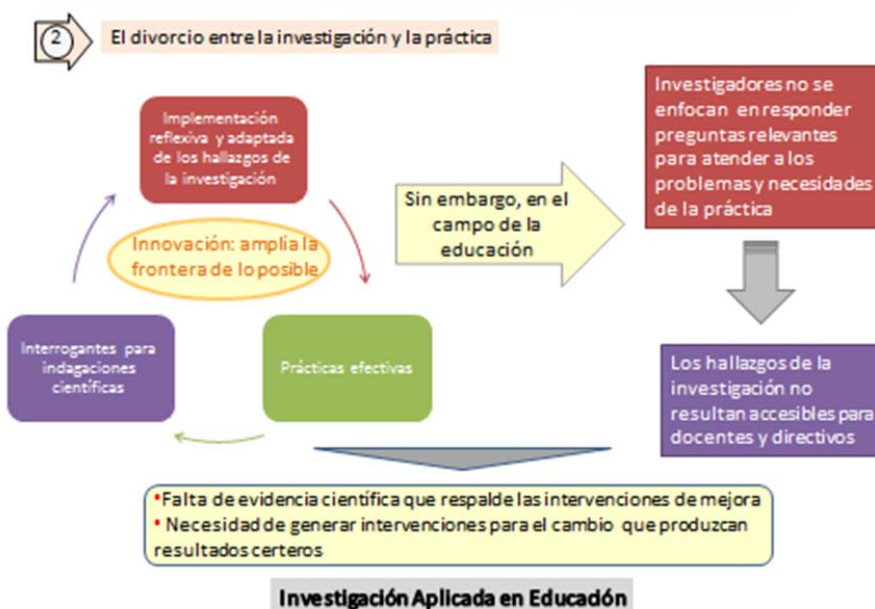 2
El divorcio entre la investigación y la práctica
Implementación
reflexiva y adaptada
de los hallazgos de
la investigación
Innovación: amplía la
frontera de lo posible
Interrogantes para
indagaciones
científicas
Prácticas efectivas
Sin embargo, en el
campo de la
educación
Investigadores no se
enfocan en responder
preguntas relevantes
para atender a los
problemas y necesidades
de la práctica
Los hallazgos de la
investigación no
resultan accesibles para
docentes y directivos
•Falta de evidencia científica que respalde las intervenciones de mejora
• Necesidad de generar intervenciones para el cambio que produzcan
resultados certeros
Investigación Aplicada en Educación